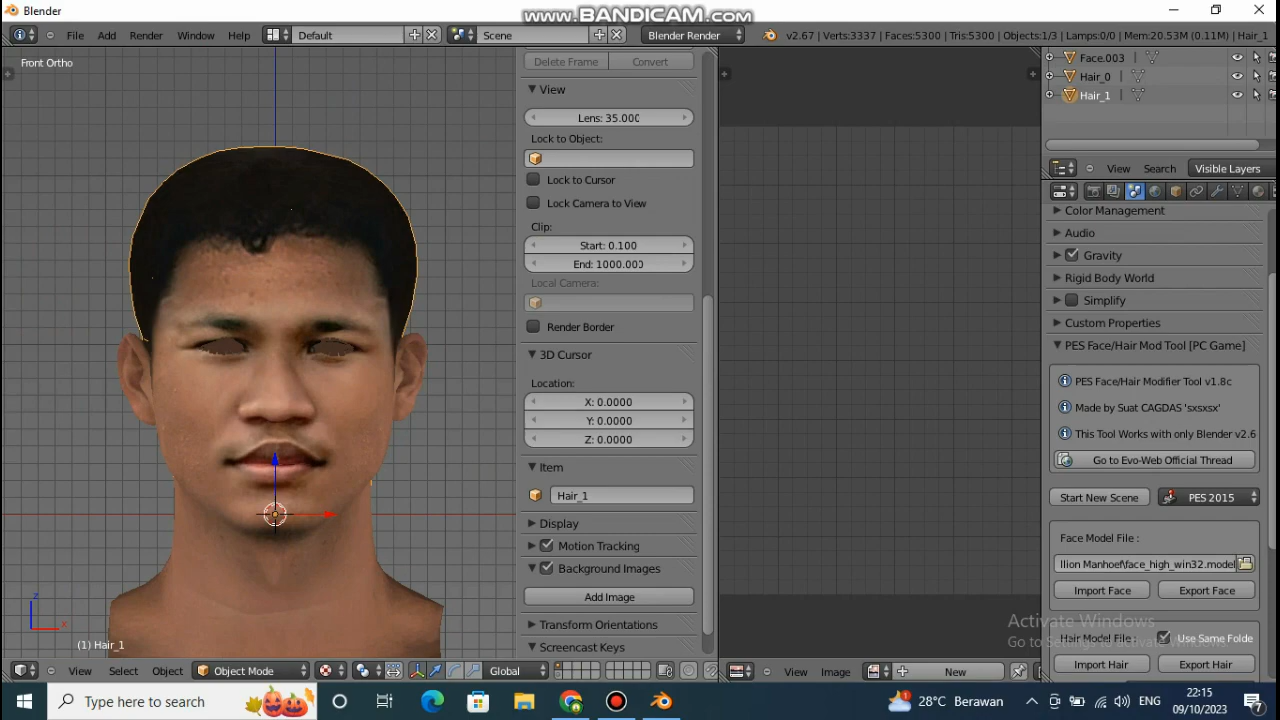 Blender
www.BANDICAM.com
File Add Render Window Help Default Scene Blender Render v2.67 | Verts:3337 | Faces:5300 | Tris:5300 | Objects:1/3 | Lamps:0/0 | Mem:20.53M (0.11M) | Hair_1
Front Ortho
Delete Frame Convert
View
Lens: 35.000
Lock to Object:
Lock to Cursor
Lock Camera to View
Clip:
Start: 0.100
End: 1000.000
Local Camera:
Render Border
3D Cursor
Location:
X: 0.0000
Y: 0.0000
Z: 0.0000
Item
Hair_1
Display
Motion Tracking
Background Images
Add Image
Transform Orientations
Screencast Keys
z
x
(1) Hair_1
View Select Object Object Mode Global
View Image New
Face.003
Hair_0
Hair_1
View Search Visible Layers
Color Management
Audio
Gravity
Rigid Body World
Simplify
Custom Properties
PES Face/Hair Mod Tool [PC Game]
PES Face/Hair Modifier Tool v1.8c
Made by Suat CAGDAS 'sxsxsx'
This Tool Works with only Blender v2.6
Go to Evo-Web Official Thread
Start New Scene PES 2015
Face Model File :
llion Manhoef\face_high_win32.model
Import Face Export Face
Activate Windows
Go to Settings to activate Windows.
Hair Model File: Use Same Folde
Import Hair Export Hair
Type here to search
1
28°C Berawan
ENG
22:15
09/10/2023
7